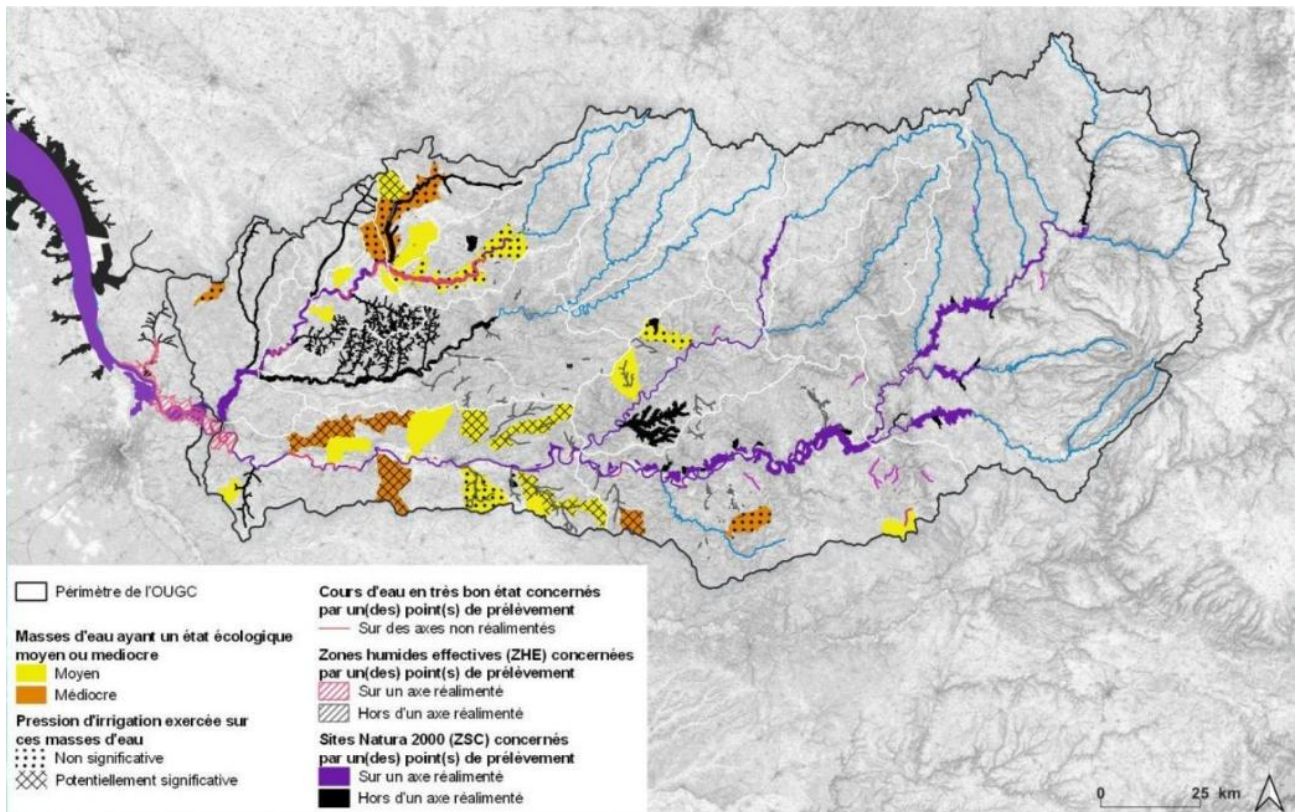 Périmètre de l'OUGC
Masses d'eau ayant un état écologique
moyen ou mediocre
Moyen
Médiocre
Pression d'irrigation exercée sur
ces masses d'eau
Non significative
Potentiellement significative
Cours d'eau en très bon état concernés
par un(des) point(s) de prélèvement
Sur des axes non réalimentés
Zones humides effectives (ZHE) concernées
par un(des) point(s) de prélèvement
Sur un axe réalimenté
Hors d'un axe réalimenté
Sites Natura 2000 (ZSC) concernés
par un(des) point(s) de prélèvement
Sur un axe réalimenté
Hors d'un axe réalimenté
0 25 km